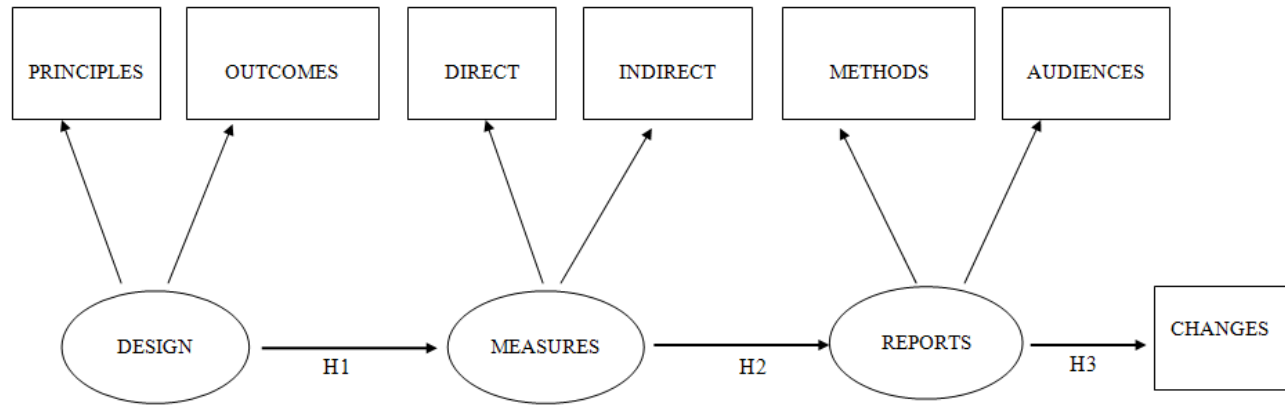 PRINCIPLES
OUTCOMES
DIRECT
INDIRECT
METHODS
AUDIENCES
DESIGN
H1
MEASURES
H2
REPORTS
H3
CHANGES